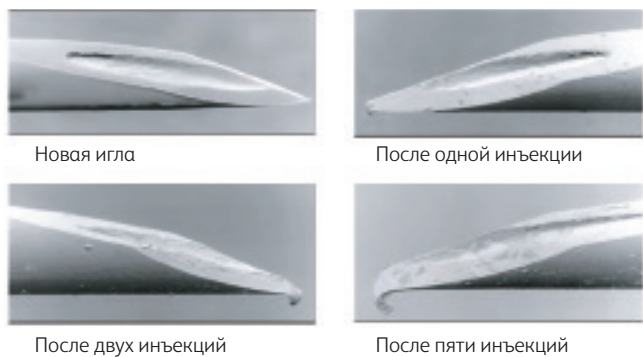 Новая игла
После одной инъекции
После двух инъекций
После пяти инъекций